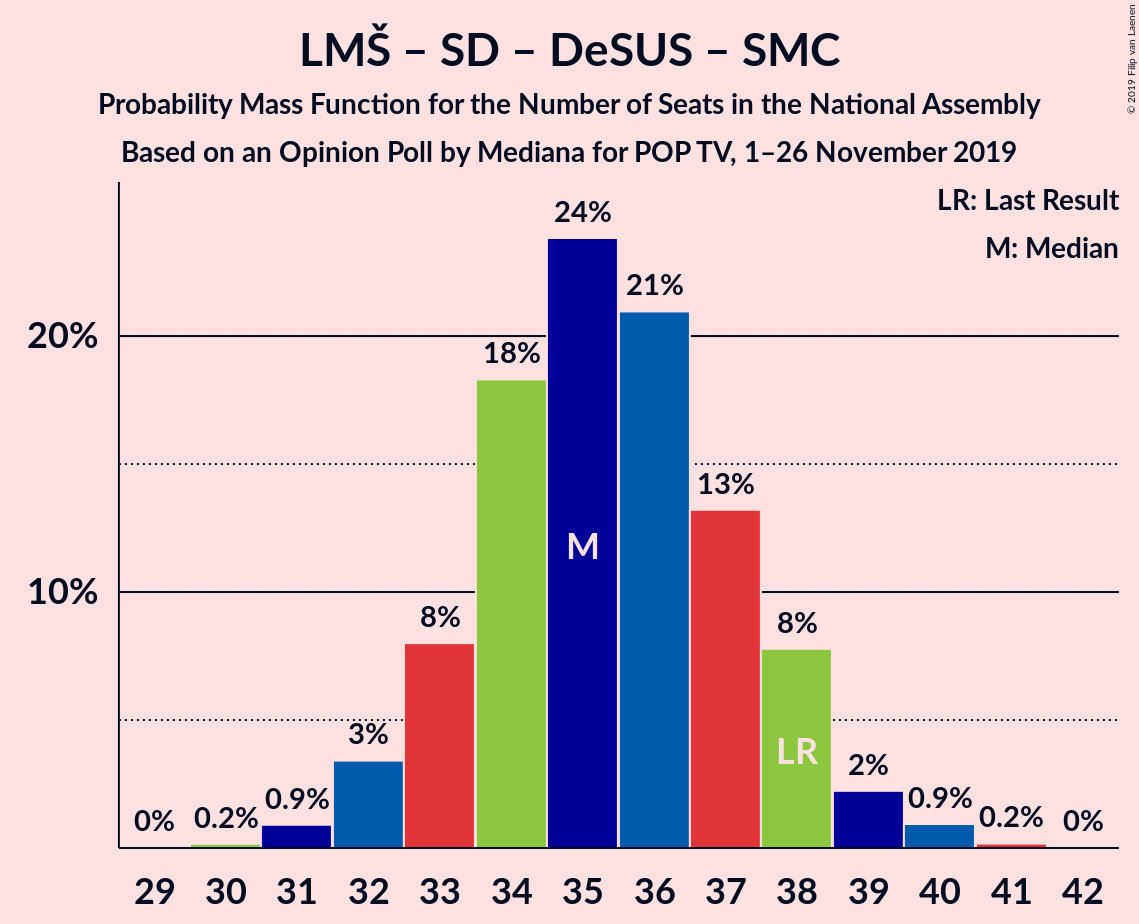 LMŠ – SD – DeSUS – SMC
Probability Mass Function for the Number of Seats in the National Assembly
Based on an Opinion Poll by Mediana for POP TV, 1–26 November 2019
© 2019 Filip van Laenen
LR: Last Result
M: Median
20%
10%
0%
0.2%
0.9%
3%
8%
18%
24%
21%
13%
8%
2%
0.9%
0.2%
0%
M
LR
29 30 31 32 33 34 35 36 37 38 39 40 41 42